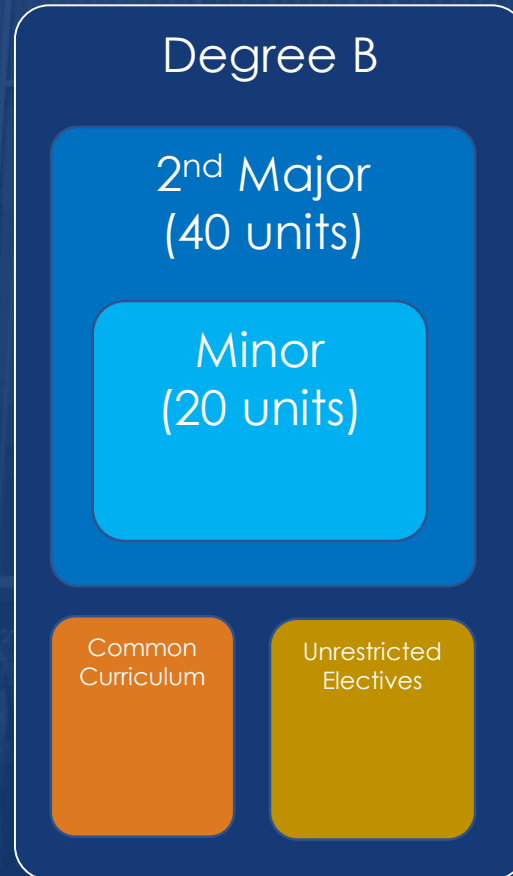 Degree B
2nd Major
(40 units)
Minor
(20 units)
Common
Curriculum
Unrestricted
Electives